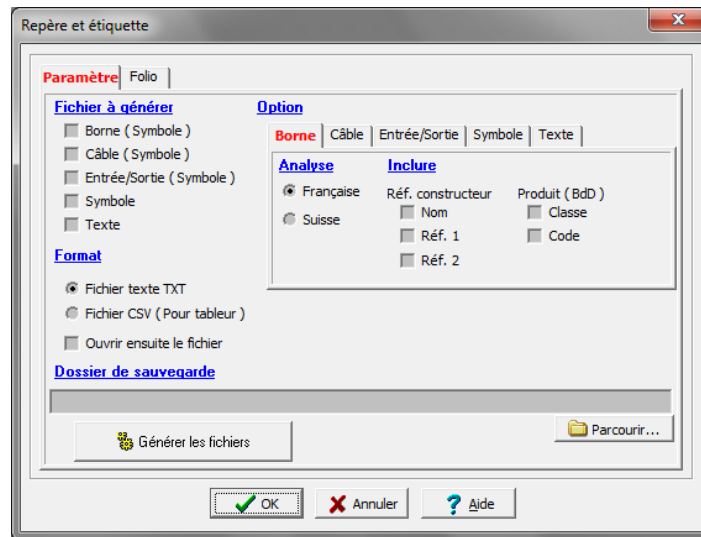 Repère et étiquette
Paramètre Folio
Fichier à générer
Borne ( Symbole )
Câble ( Symbole )
Entrée/Sortie ( Symbole )
Symbole
Texte
Format
Fichier texte TXT
Fichier CSV ( Pour tableur )
Ouvrir ensuite le fichier
Option
Borne Câble Entrée/Sortie Symbole Texte
Analyse
Française
Suisse
Inclure
Réf. constructeur
Nom
Réf. 1
Réf. 2
Produit ( BdD )
Classe
Code
Dossier de sauvegarde
Générer les fichiers
Parcourir...
OK Annuler ? Aide